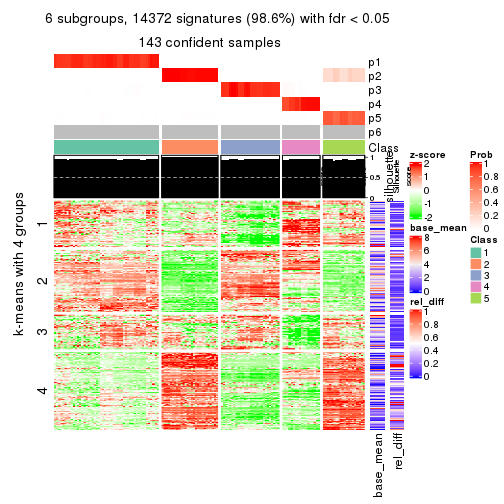 6 subgroups, 14372 signatures (98.6%) with fdr < 0.05
143 confident samples
p1
p2
p3
p4
p5
p6
Class
1
0.5
0
silhouette
Silhouette
score
k-means with 4 groups
1
2
3
4
base_mean
rel_diff
z-score
2
1
0
-1
-2
base_mean
8
6
4
2
0
rel_diff
1
0.8
0.6
0.4
0.2
0
Prob
1
0.8
0.6
0.4
0.2
0
Class
1
2
3
4
5